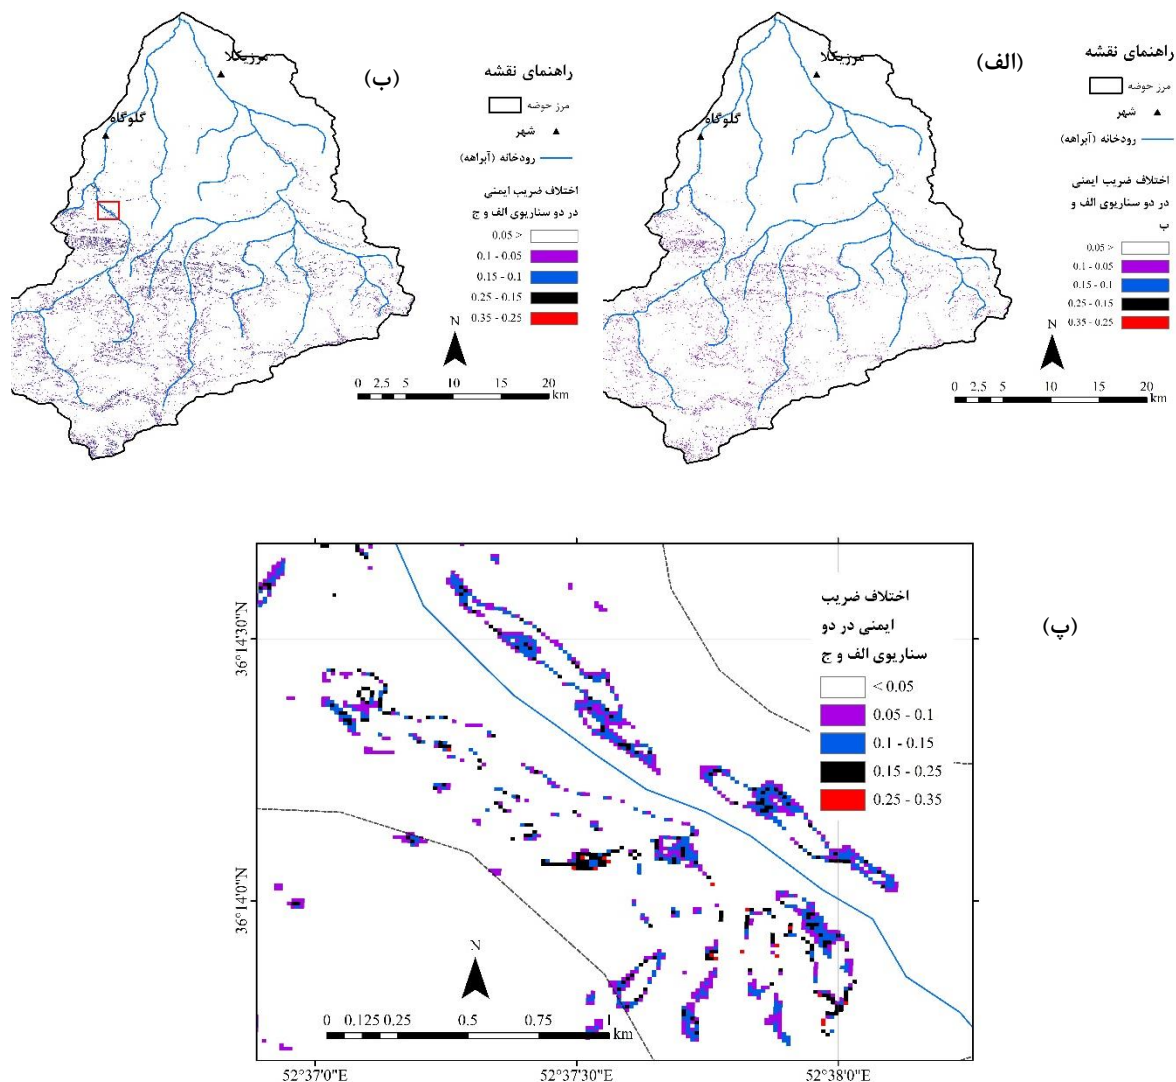 (الف)
راهنمای نقشه
مرز حوضه
شهر
رودخانه (آبراهه)
اختلاف ضریب ایمنی
در دو سناریوی الف و
ب
0.05 >
0.1 - 0.05
0.15 - 0.1
0.25 - 0.15
0.35 - 0.25
مرزیکلا
گلوگاه
N
0 2.5 5 10 15 20
km
(ب)
راهنمای نقشه
مرز حوضه
شهر
رودخانه (آبراهه)
اختلاف ضریب ایمنی
در دو سناریوی الف و ج
0.05 >
0.1 - 0.05
0.15 - 0.1
0.25 - 0.15
0.35 - 0.25
مرزیکلا
گلوگاه
N
0 2.5 5 10 15 20
km
(پ)
اختلاف ضریب
ایمنی در دو
سناریوی الف و ج
< 0.05
0.05 - 0.1
0.1 - 0.15
0.15 - 0.25
0.25 - 0.35
36°14'30"N
36°14'0"N
N
0 0.125 0.25 0.5 0.75 1
km
52°37'0"E
52°37'30"E
52°38'0"E